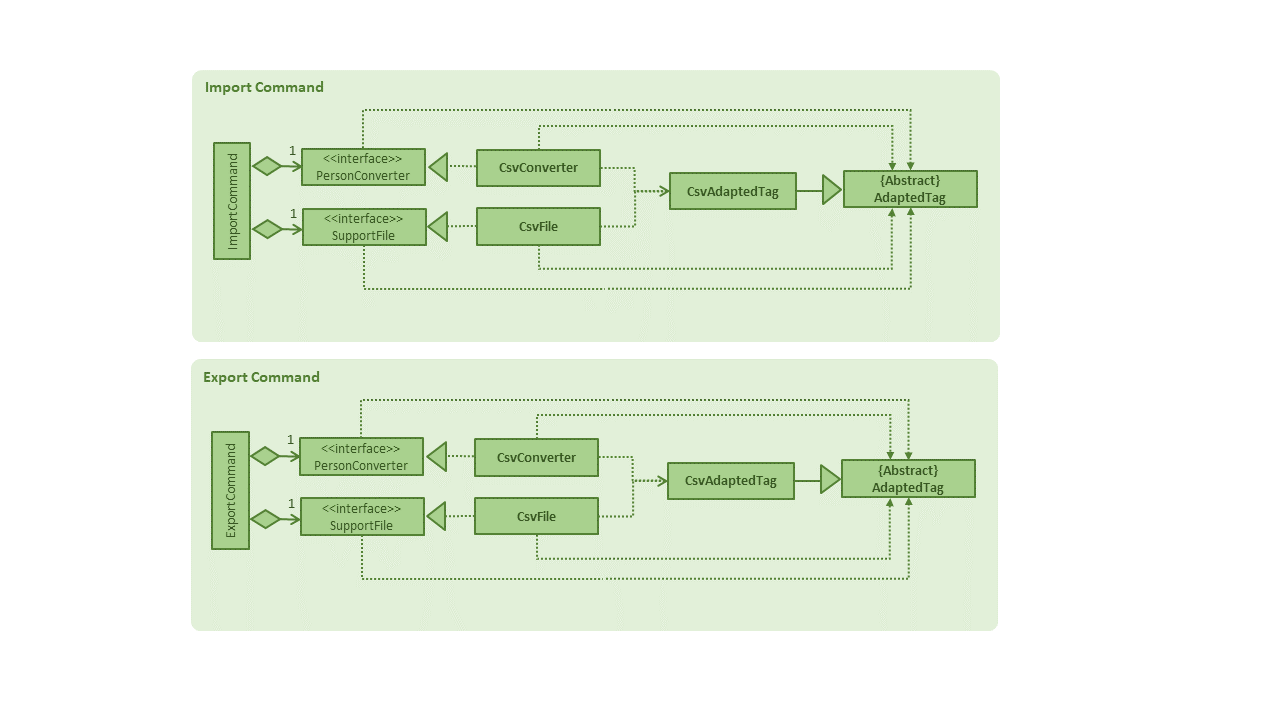 Import Command
ImportCommand
1
<<interface>>
PersonConverter
CsvConverter
CsvAdaptedTag
{Abstract}
AdaptedTag
1
<<interface>>
SupportFile
CsvFile
Export Command
ExportCommand
1
<<interface>>
PersonConverter
CsvConverter
CsvAdaptedTag
{Abstract}
AdaptedTag
1
<<interface>>
SupportFile
CsvFile